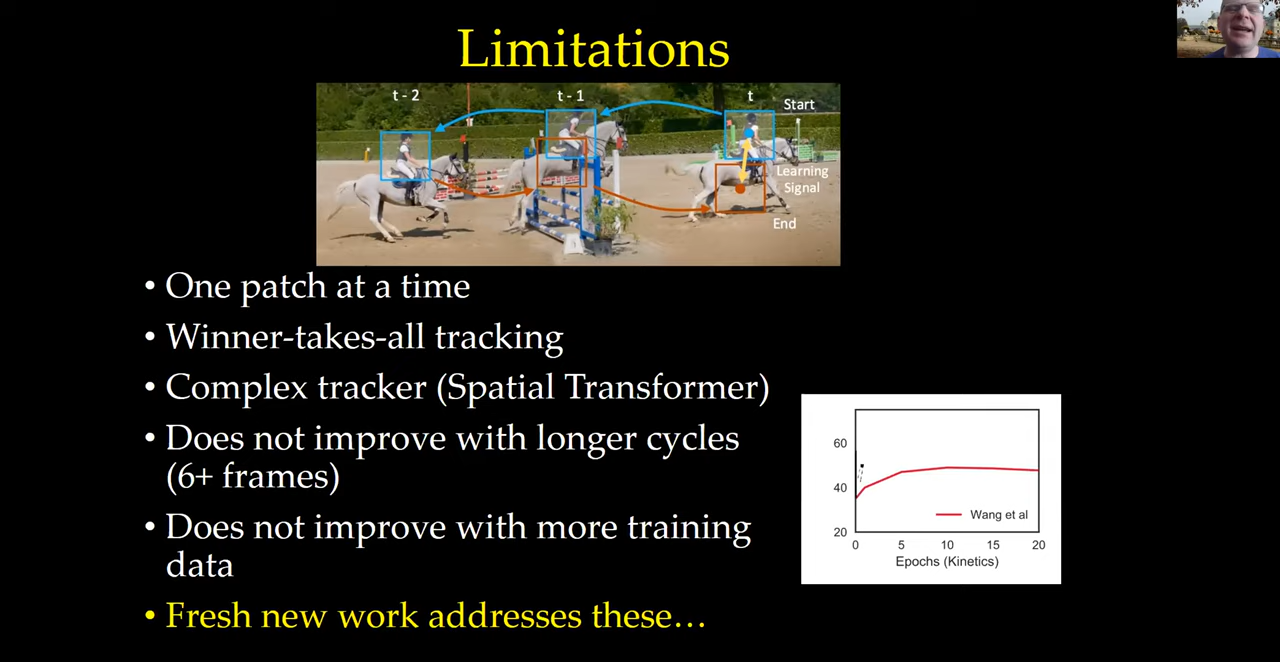 Limitations
t - 2
t - 1
t
Start
Learning
Signal
End
• One patch at a time
• Winner-takes-all tracking
• Complex tracker (Spatial Transformer)
• Does not improve with longer cycles
(6+ frames)
• Does not improve with more training
data
• Fresh new work addresses these…
60
40
20
Wang et al
0 5 10 15 20
Epochs (Kinetics)